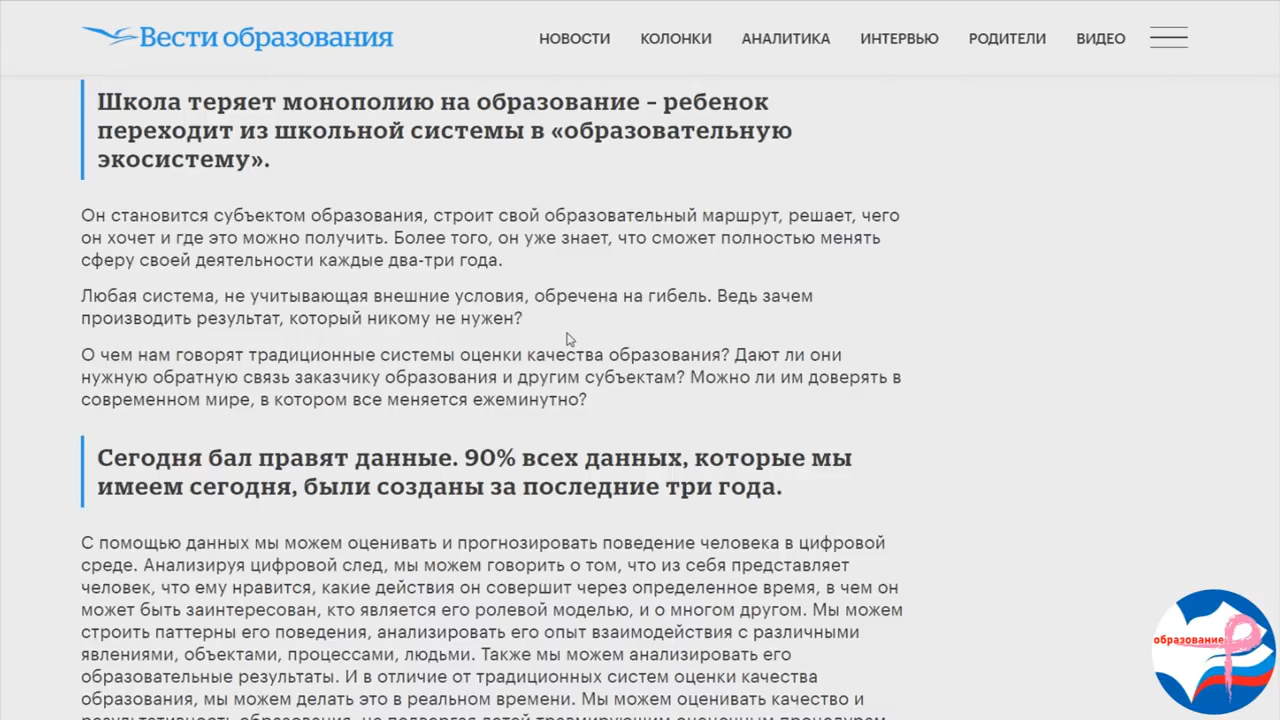 Вести образования
НОВОСТИ КОЛОНКИ АНАЛИТИКА ИНТЕРВЬЮ РОДИТЕЛИ ВИДЕО
Школа теряет монополию на образование – ребенок
переходит из школьной системы в «образовательную
экосистему».
Он становится субъектом образования, строит свой образовательный маршрут, решает, чего
он хочет и где это можно получить. Более того, он уже знает, что сможет полностью менять
сферу своей деятельности каждые два-три года.
Любая система, не учитывающая внешние условия, обречена на гибель. Ведь зачем
производить результат, который никому не нужен?
О чем нам говорят традиционные системы оценки качества образования? Дают ли они
нужную обратную связь заказчику образования и другим субъектам? Можно ли им доверять в
современном мире, в котором все меняется ежеминутно?
Сегодня бал правят данные. 90% всех данных, которые мы
имеем сегодня, были созданы за последние три года.
С помощью данных мы можем оценивать и прогнозировать поведение человека в цифровой
среде. Анализируя цифровой след, мы можем говорить о том, что из себя представляет
человек, что ему нравится, какие действия он совершит через определенное время, в чем он
может быть заинтересован, кто является его ролевой моделью, и о многом другом. Мы можем
строить паттерны его поведения, анализировать его опыт взаимодействия с различными
явлениями, объектами, процессами, людьми. Также мы можем анализировать его
образовательные результаты. И в отличие от традиционных систем оценки качества
образования, мы можем делать это в реальном времени. Мы можем оценивать качество и
результативность образования, не подвергая детей травмирующим оценочным процедурам
образование